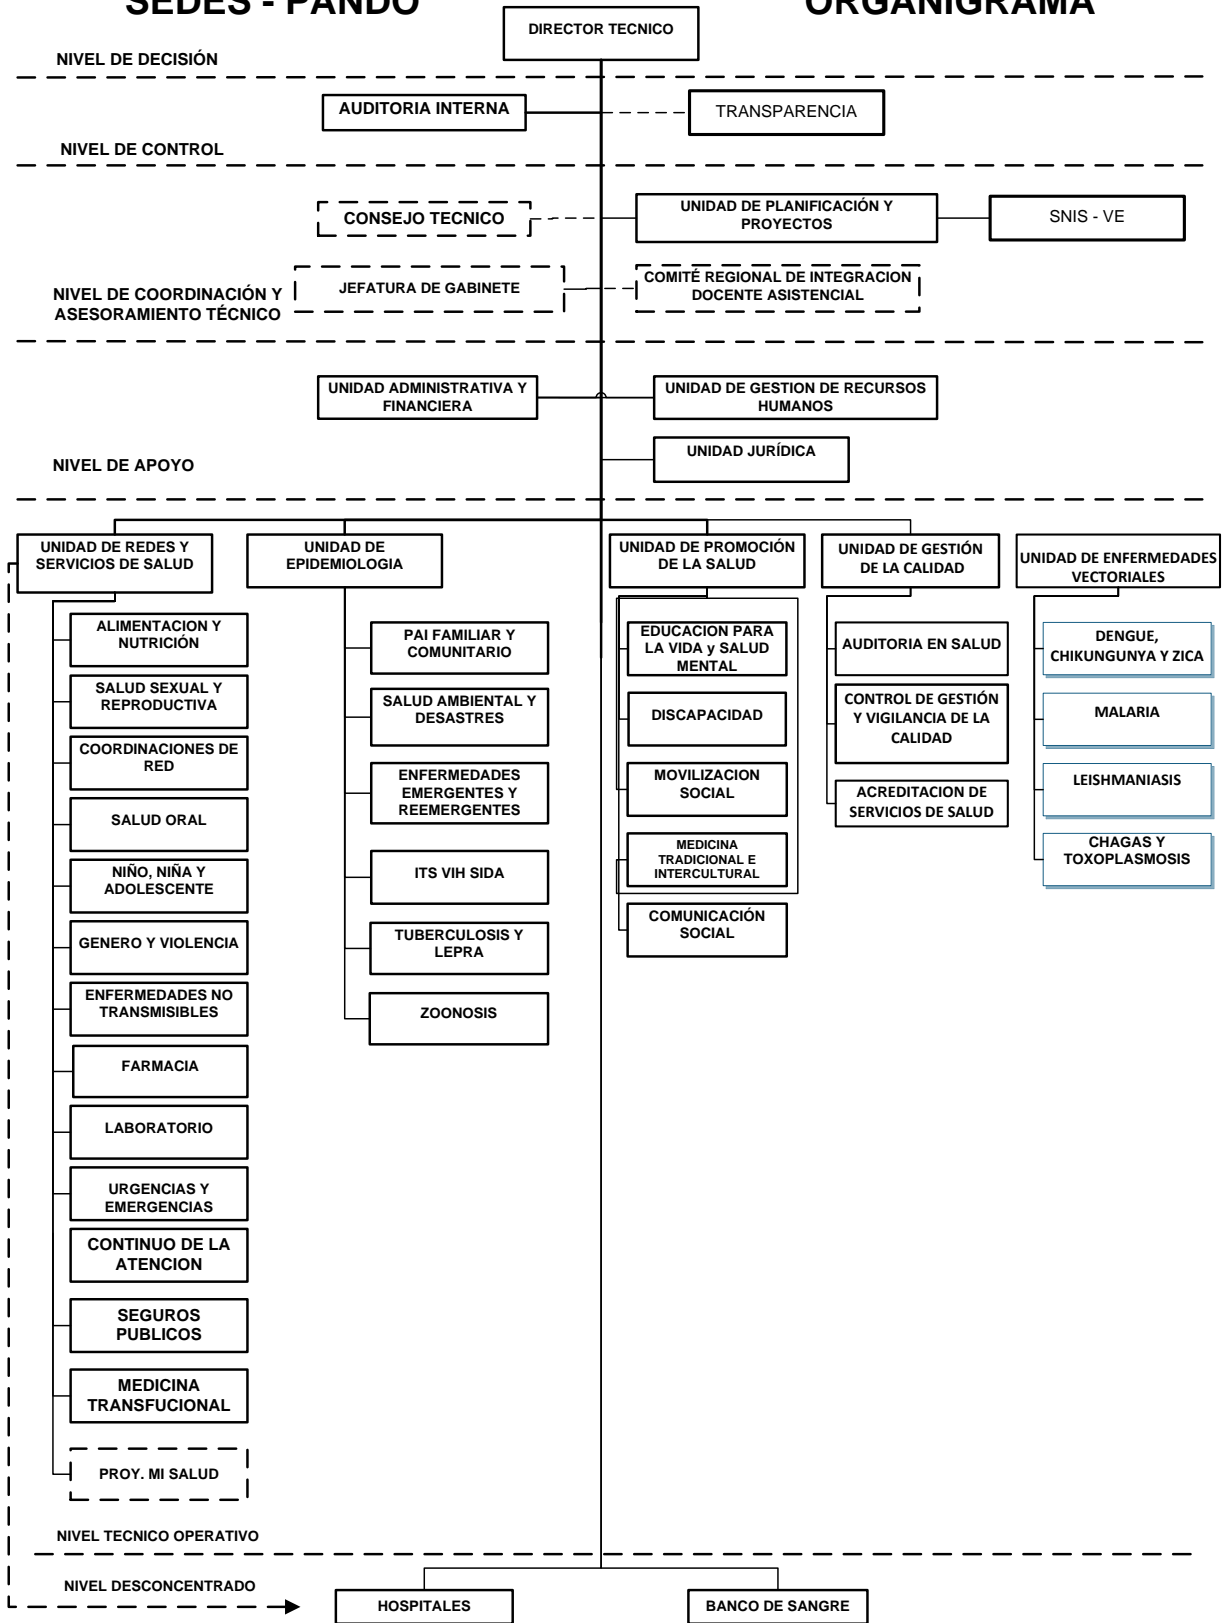 SEDES - PANDO
ORGANIGRAMA
DIRECTOR TECNICO
NIVEL DE DECISIÓN
AUDITORIA INTERNA
TRANSPARENCIA
NIVEL DE CONTROL
CONSEJO TECNICO
UNIDAD DE PLANIFICACIÓN Y
PROYECTOS
SNIS - VE
JEFATURA DE GABINETE
COMITÉ REGIONAL DE INTEGRACION
DOCENTE ASISTENCIAL
NIVEL DE COORDINACIÓN Y
ASESORAMIENTO TÉCNICO
UNIDAD ADMINISTRATIVA Y
FINANCIERA
UNIDAD DE GESTION DE RECURSOS
HUMANOS
UNIDAD JURÍDICA
NIVEL DE APOYO
UNIDAD DE REDES Y
SERVICIOS DE SALUD
ALIMENTACION Y
NUTRICIÓN
SALUD SEXUAL Y
REPRODUCTIVA
COORDINACIONES DE
RED
SALUD ORAL
NIÑO, NIÑA Y
ADOLESCENTE
GENERO Y VIOLENCIA
ENFERMEDADES NO
TRANSMISIBLES
FARMACIA
LABORATORIO
URGENCIAS Y
EMERGENCIAS
CONTINUO DE LA
ATENCION
SEGUROS
PUBLICOS
MEDICINA
TRANSFUCIONAL
PROY. MI SALUD
UNIDAD DE
EPIDEMIOLOGIA
PAI FAMILIAR Y
COMUNITARIO
SALUD AMBIENTAL Y
DESASTRES
ENFERMEDADES
EMERGENTES Y
REEMERGENTES
ITS VIH SIDA
TUBERCULOSIS Y
LEPRA
ZOONOSIS
UNIDAD DE PROMOCIÓN
DE LA SALUD
EDUCACION PARA
LA VIDA y SALUD
MENTAL
DISCAPACIDAD
MOVILIZACION
SOCIAL
MEDICINA
TRADICIONAL E
INTERCULTURAL
COMUNICACIÓN
SOCIAL
UNIDAD DE GESTIÓN
DE LA CALIDAD
AUDITORIA EN SALUD
CONTROL DE GESTIÓN
Y VIGILANCIA DE LA
CALIDAD
ACREDITACION DE
SERVICIOS DE SALUD
UNIDAD DE ENFERMEDADES
VECTORIALES
DENGUE,
CHIKUNGUNYA Y ZICA
MALARIA
LEISHMANIASIS
CHAGAS Y
TOXOPLASMOSIS
NIVEL TECNICO OPERATIVO
NIVEL DESCONCENTRADO
HOSPITALES
BANCO DE SANGRE